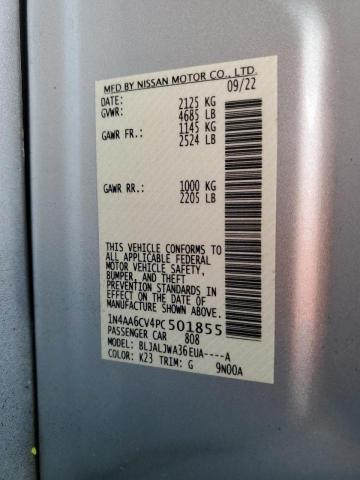 MFD BY NISSAN MOTOR CO., LTD.
DATE: 09/22
GVWR: 2125 KG
4685 LB
GAWR FR.: 1145 KG
2524 LB
GAWR RR.: 1000 KG
2205 LB
THIS VEHICLE CONFORMS TO
ALL APPLICABLE FEDERAL
MOTOR VEHICLE SAFETY,
BUMPER, AND THEFT
PREVENTION STANDARDS IN
EFFECT ON THE DATE OF
MANUFACTURE SHOWN ABOVE.
1N4AA6CV4PC501855
PASSENGER CAR 808
MODEL: BLJALJWA36EUA----A
COLOR: K23 TRIM: G 9N00A